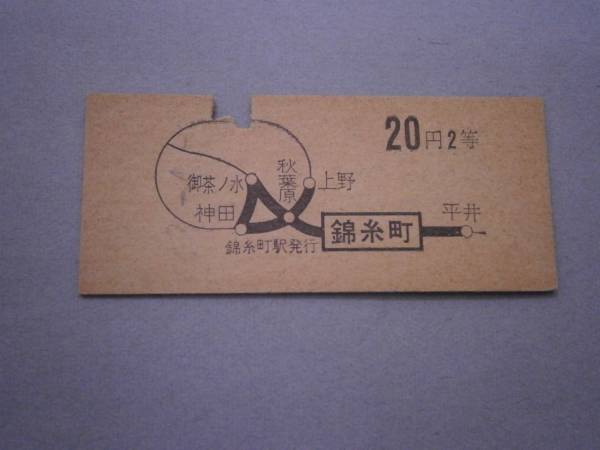 20円2等
御茶ノ水
秋葉原
上野
神田
平井
錦糸町
錦糸町駅発行